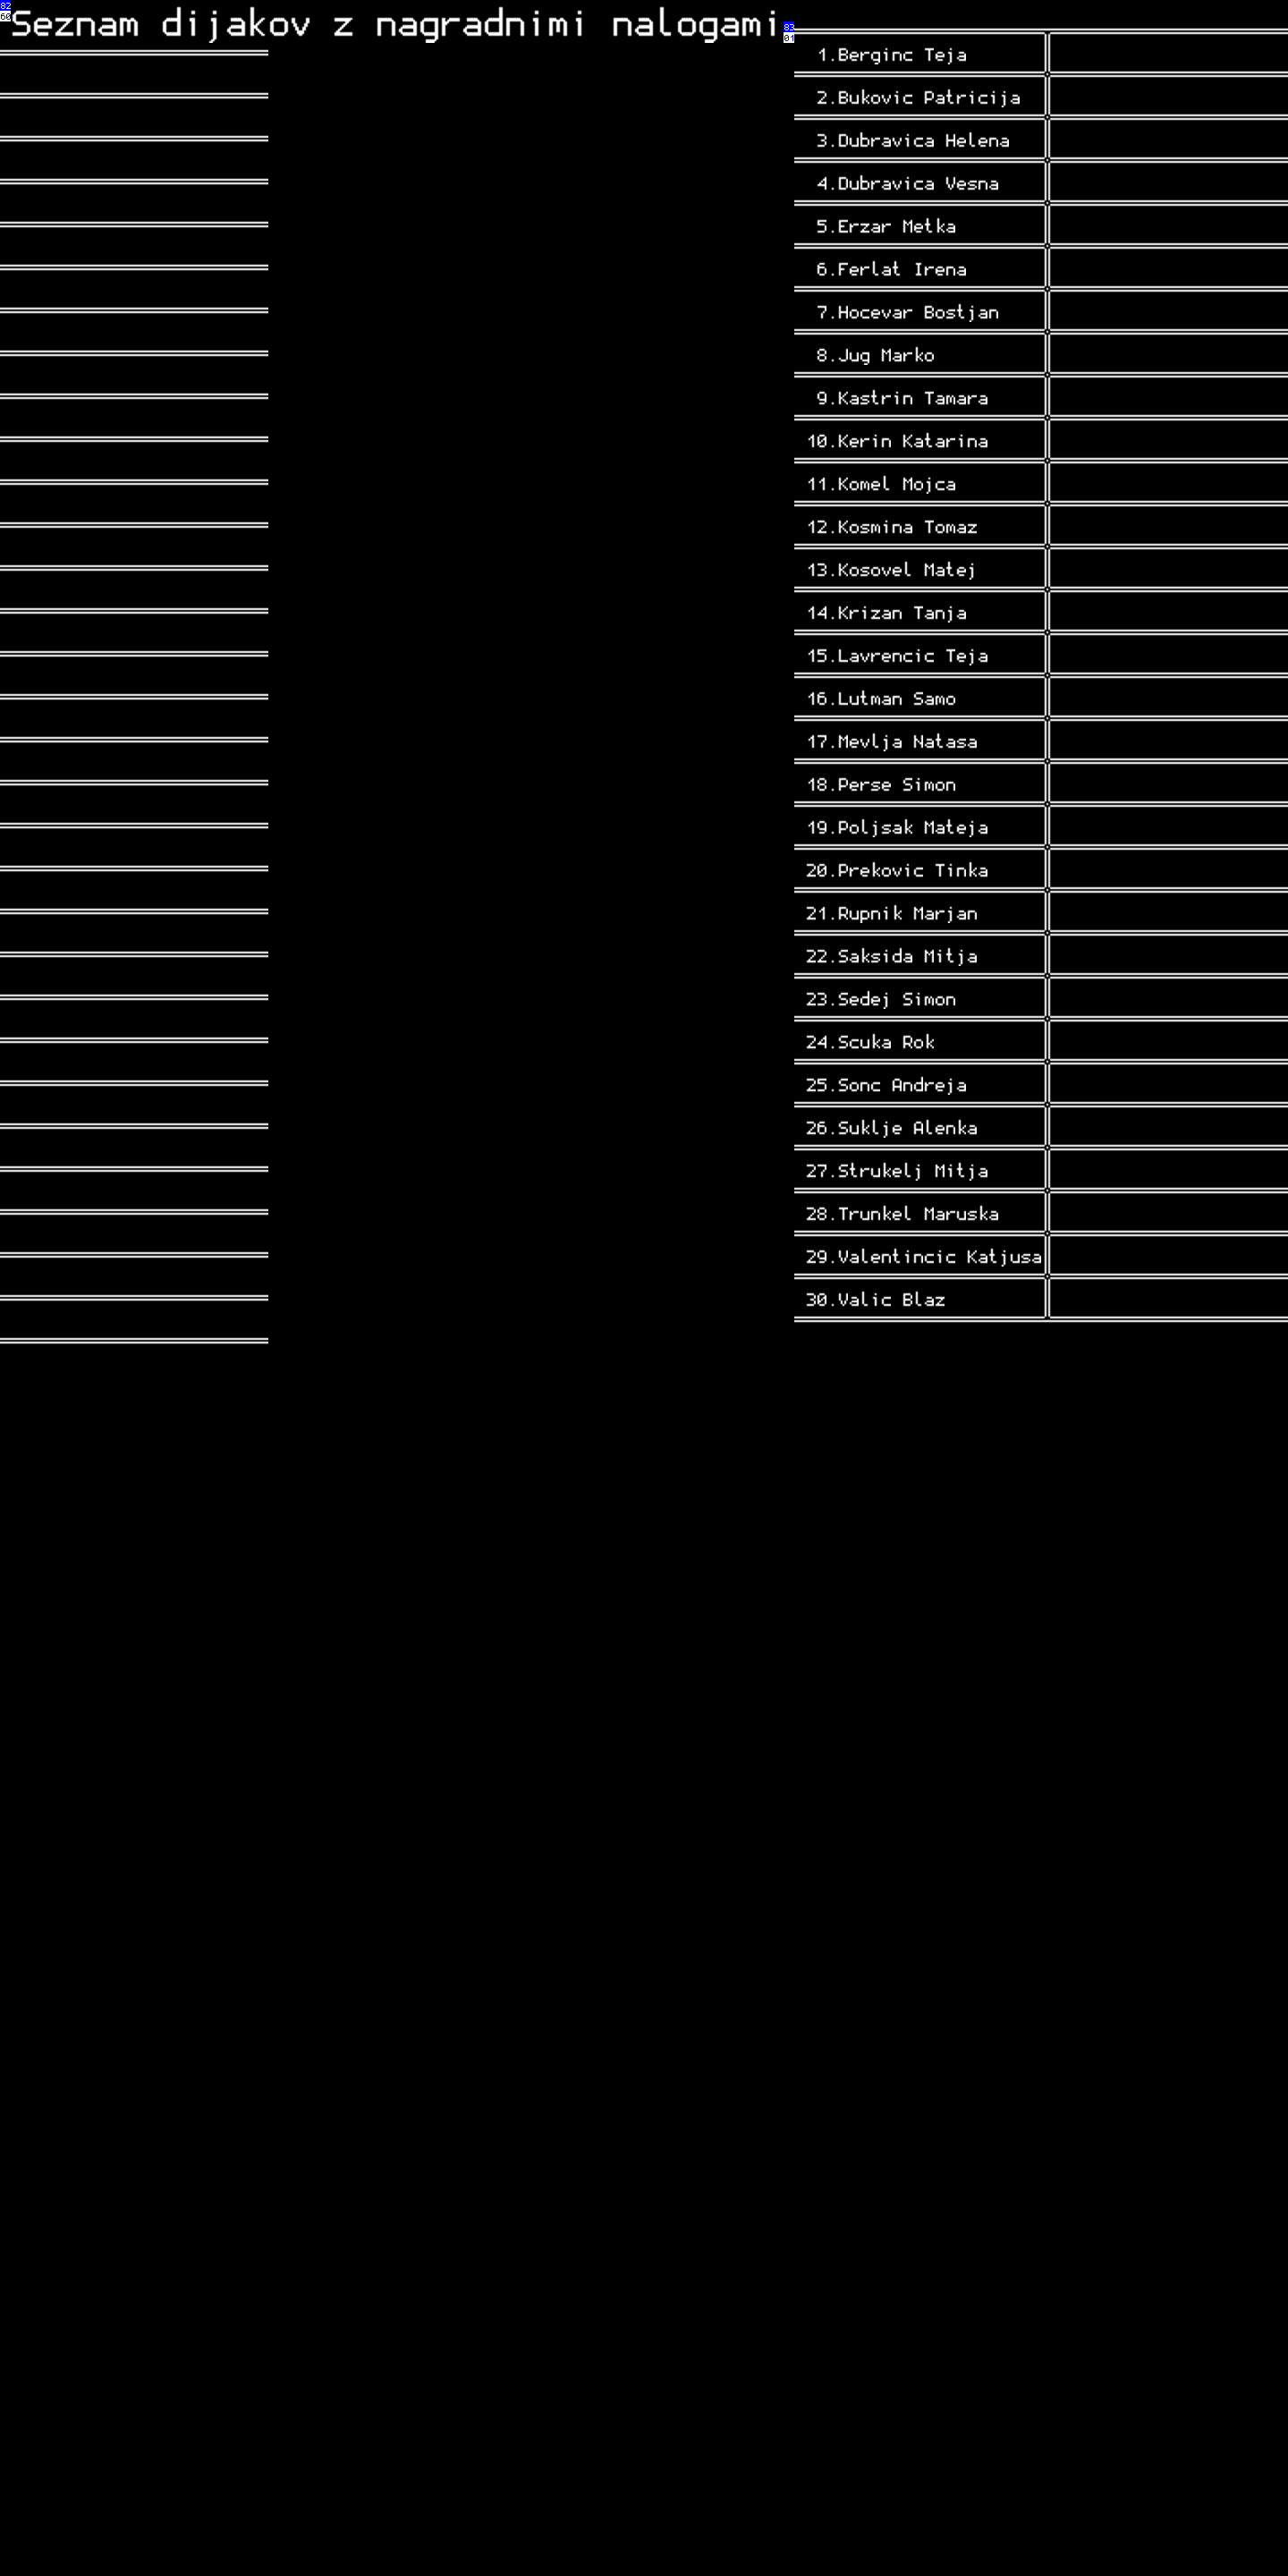 Seznam dijakov z nagradnimi nalogami
1.Berginc Teja
2.Bukovic Patricija
3.Dubravica Helena
4.Dubravica Vesna
5.Erzar Metka
6.Ferlat Irena
7.Hocevar Bostjan
8.Jug Marko
9.Kastrin Tamara
10.Kerin Katarina
11.Komel Mojca
12.Kosmina Tomaz
13.Kosovel Matej
14.Krizan Tanja
15.Lavrencic Teja
16.Lutman Samo
17.Mevlja Natasa
18.Perse Simon
19.Poljsak Mateja
20.Prekovic Tinka
21.Rupnik Marjan
22.Saksida Mitja
23.Sedej Simon
24.Scuka Rok
25.Sonc Andreja
26.Suklje Alenka
27.Strukelj Mitja
28.Trunkel Maruska
29.Valentincic Katjusa
30.Valic Blaz